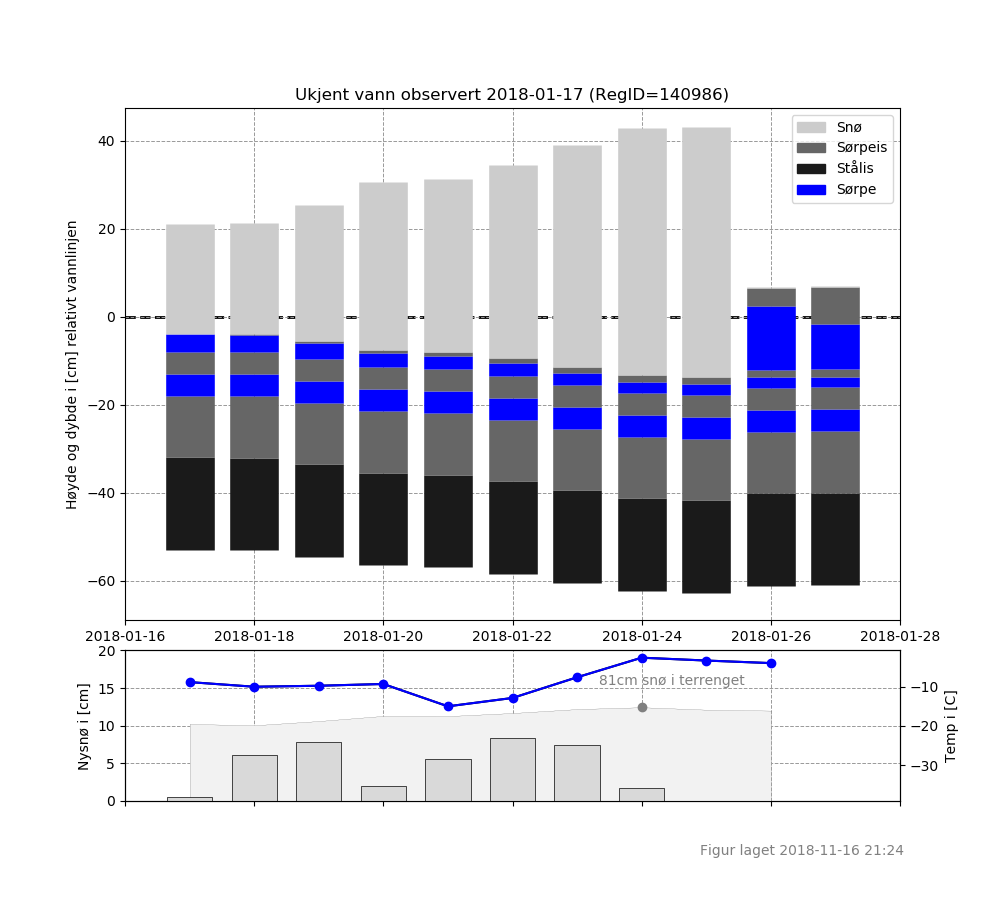 Ukjent vann observert 2018-01-17 (RegID=140986)
Høyde og dybde i [cm] relativt vannlinjen
40
20
0
−20
−40
−60
Snø
Sørpeis
Stålis
Sørpe
2018-01-16 2018-01-18 2018-01-20 2018-01-22 2018-01-24 2018-01-26 2018-01-28
Nysnø i [cm]
20
15
10
5
0
81cm snø i terrenget
−10
−20
−30
Temp i [C]
Figur laget 2018-11-16 21:24